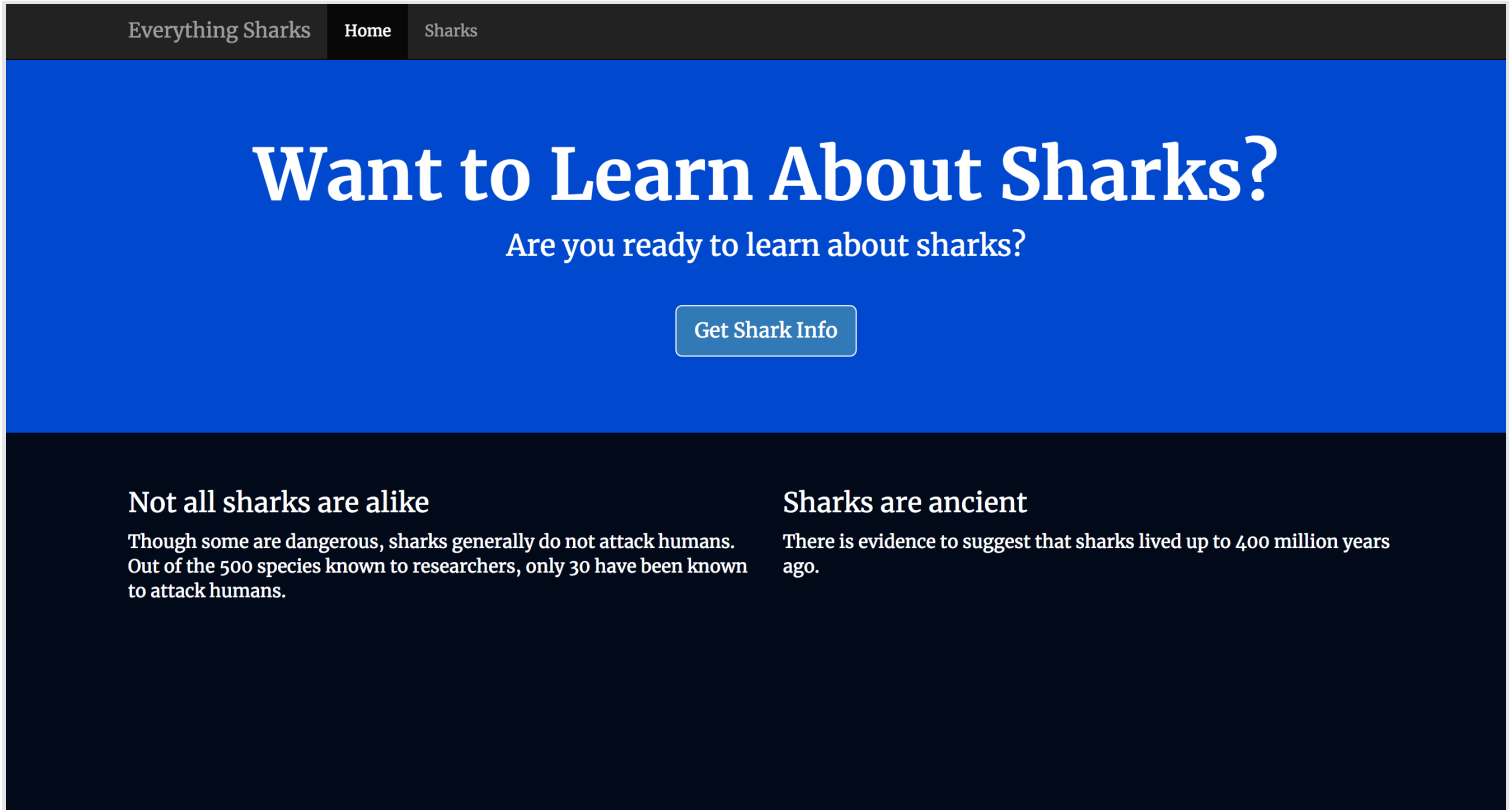 Everything Sharks Home Sharks
Want to Learn About Sharks?
Are you ready to learn about sharks?
Get Shark Info
Not all sharks are alike
Though some are dangerous, sharks generally do not attack humans.
Out of the 500 species known to researchers, only 30 have been known
to attack humans.
Sharks are ancient
There is evidence to suggest that sharks lived up to 400 million years
ago.